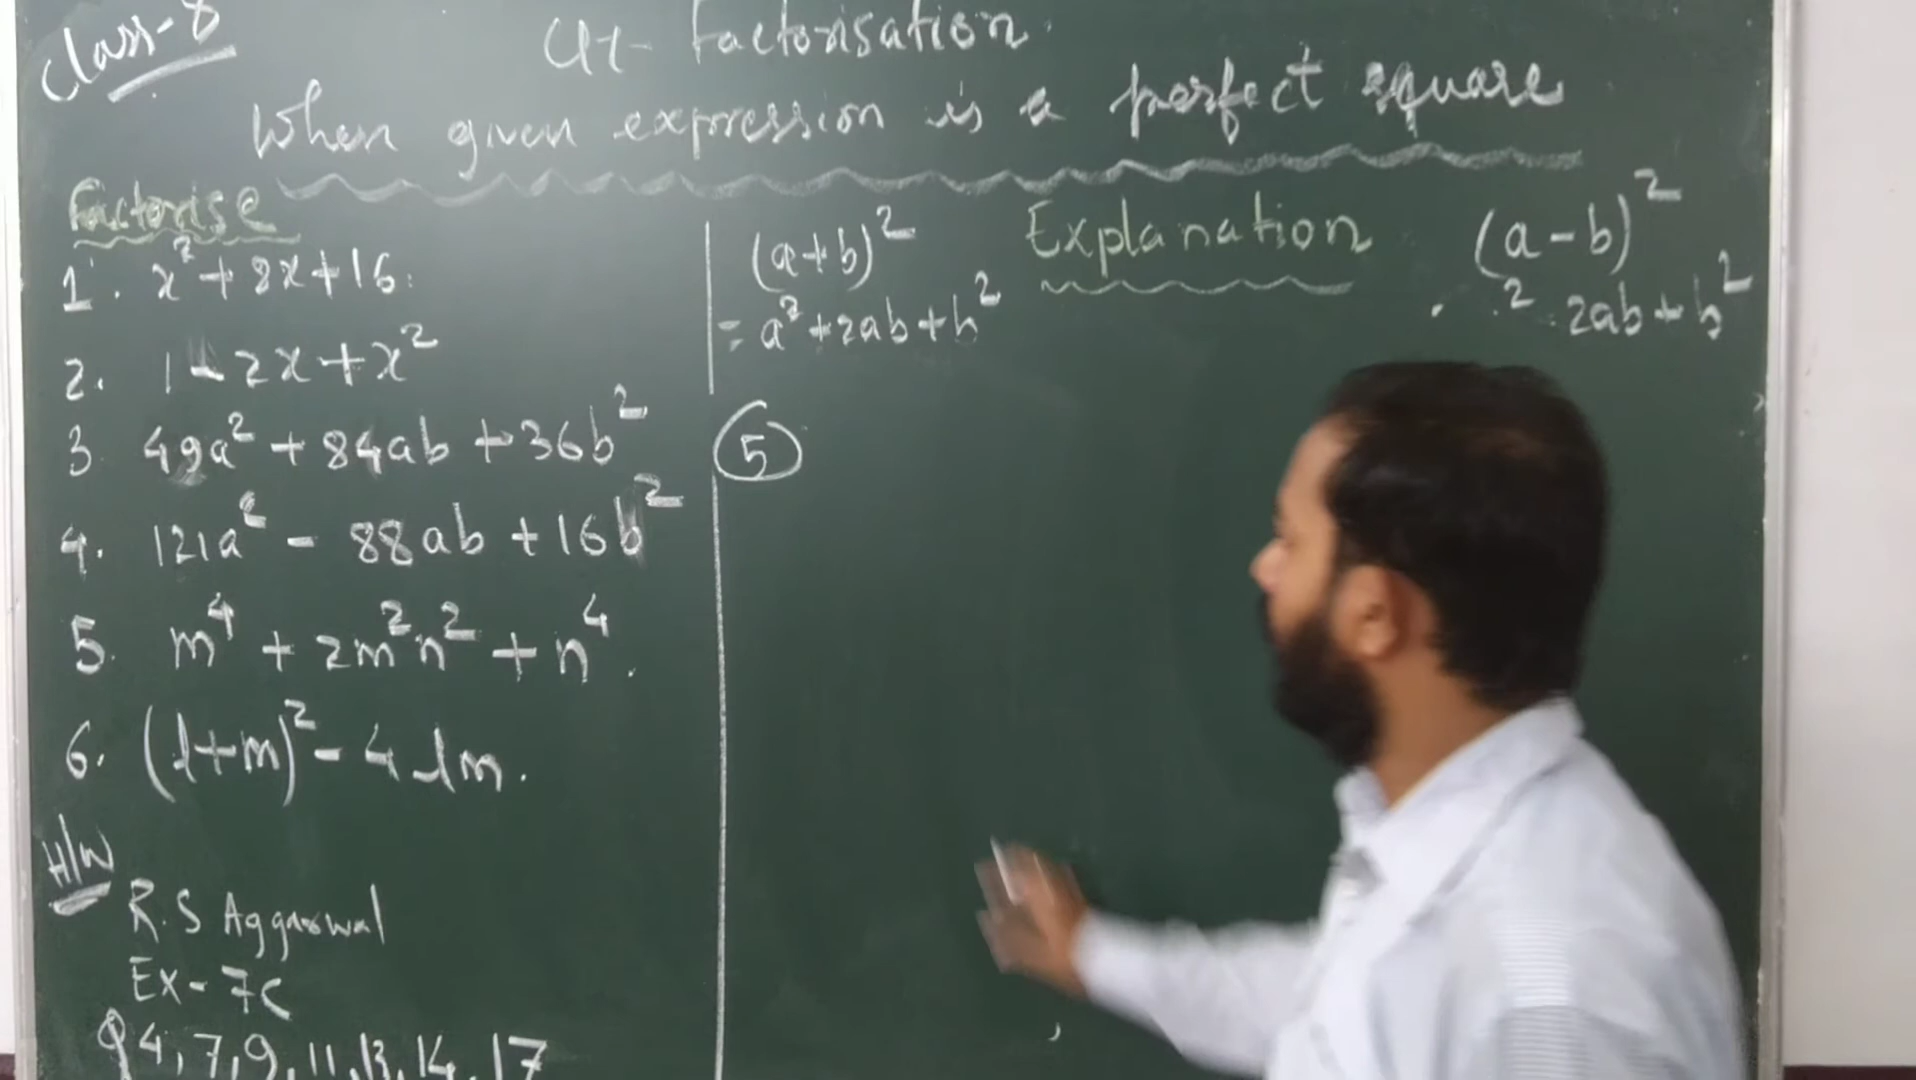 Class-8
Ch- Factorisation
When given expression is a perfect square
Factorise
1. x² + 8x + 16.
2. 1 - 2x + x²
3. 49a² + 84ab + 36b²
4. 121a² - 88ab + 16b²
5. m⁴ + 2m²n² + n⁴.
6. (l+m)² - 4lm.
H/W
R.S Aggarwal
Ex- 7C
Q 4, 7, 9, 11, 13, 14, 17
(a+b)²
= a² + 2ab + b²
Explanation
(a-b)²
² 2ab + b²
5